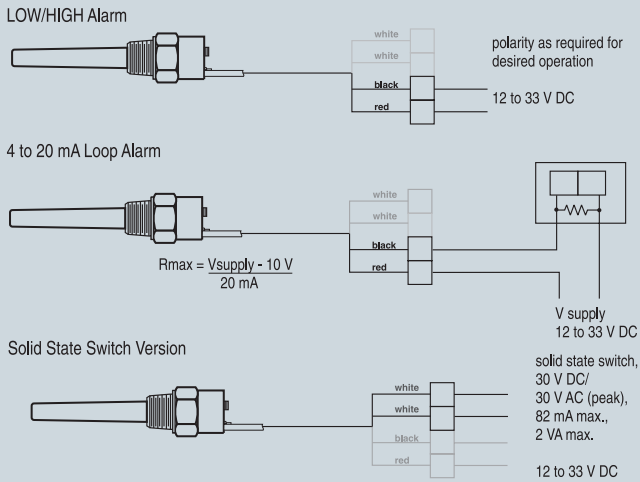 LOW/HIGH Alarm
white
white
black
red
polarity as required for
desired operation
12 to 33 V DC
4 to 20 mA Loop Alarm
white
white
black
red
Rmax = Vsupply - 10 V
20 mA
V supply
12 to 33 V DC
Solid State Switch Version
white
white
black
red
solid state switch,
30 V DC/
30 V AC (peak),
82 mA max.,
2 VA max.
12 to 33 V DC